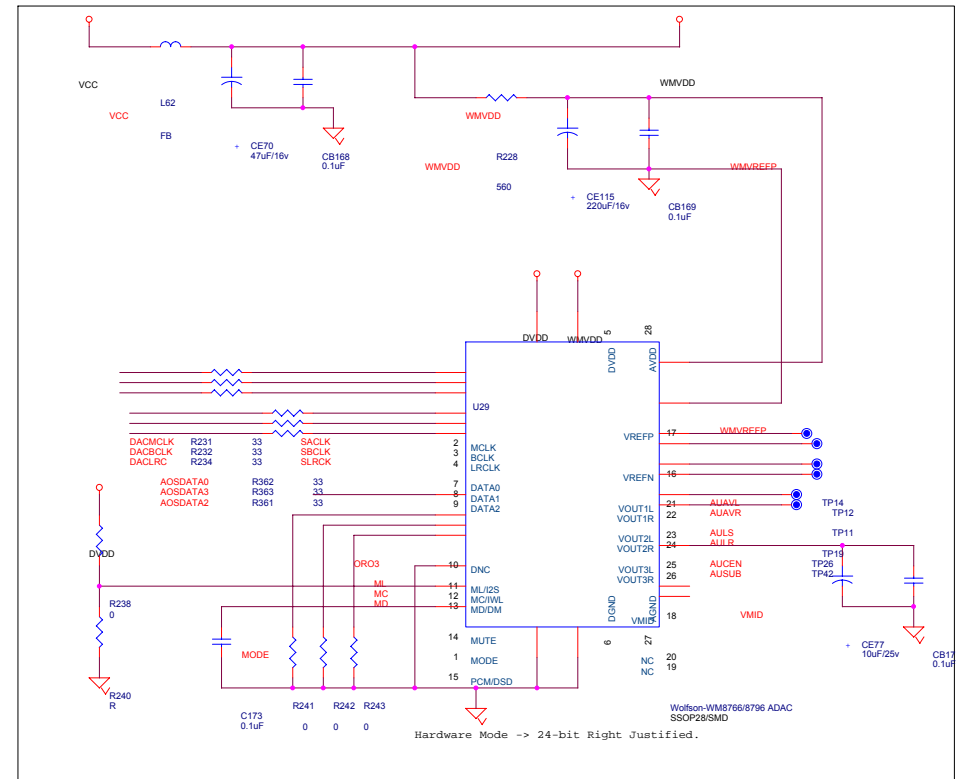 VCC
WMVDD
L62
VCC
WMVDD
FB
CE70
+
47uF/16v
CB168
0.1uF
R228
WMVDD
WMVREFP
560
CE115
+
220uF/16v
CB169
0.1uF
5
28
DVDD
WMVDD
DVDD
AVDD
U29
VREFP
17
WMVREFP
DACMCLK R231 33 SACLK
2
MCLK
DACBCLK R232 33 SBCLK
3
BCLK
DACLRC R234 33 SLRCK
4
LRCLK
VREFN
16
AOSDATA0 R362 33
7
DATA0
AOSDATA3 R363 33
8
DATA1
AOSDATA2 R361 33
9
DATA2
VOUT1L
21
AUAVL
TP14
VOUT1R
22
AUAVR
TP12
VOUT2L
23
AULS
TP11
VOUT2R
24
AULR
DVDD
TP19
ORO3
10
DNC
VOUT3L
25
AUCEN
TP26
VOUT3R
26
AUSUB
TP42
ML
11
ML/I2S
MC
12
MC/IWL
MD
13
MD/DM
R238
0
DGND
AGND
VMID
18
VMID
6
27
14
MUTE
CE77
+
10uF/25v
CB17
0.1uF
MODE
1
MODE
NC
20
NC
19
15
PCM/DSD
R240
R
C173
0.1uF
R241
0
R242
0
R243
0
Wolfson-WM8766/8796 ADAC
SSOP28/SMD
Hardware Mode -> 24-bit Right Justified.